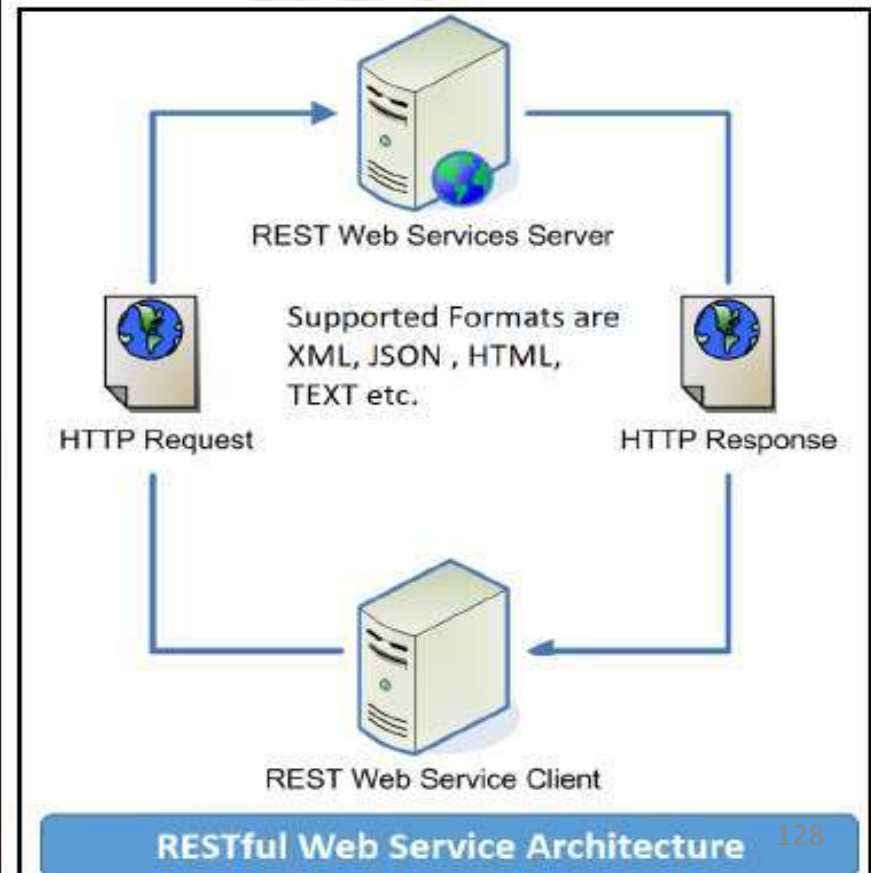 REST Web Services Server
Supported Formats are
XML, JSON , HTML,
TEXT etc.
HTTP Request
HTTP Response
REST Web Service Client
RESTful Web Service Architecture
128